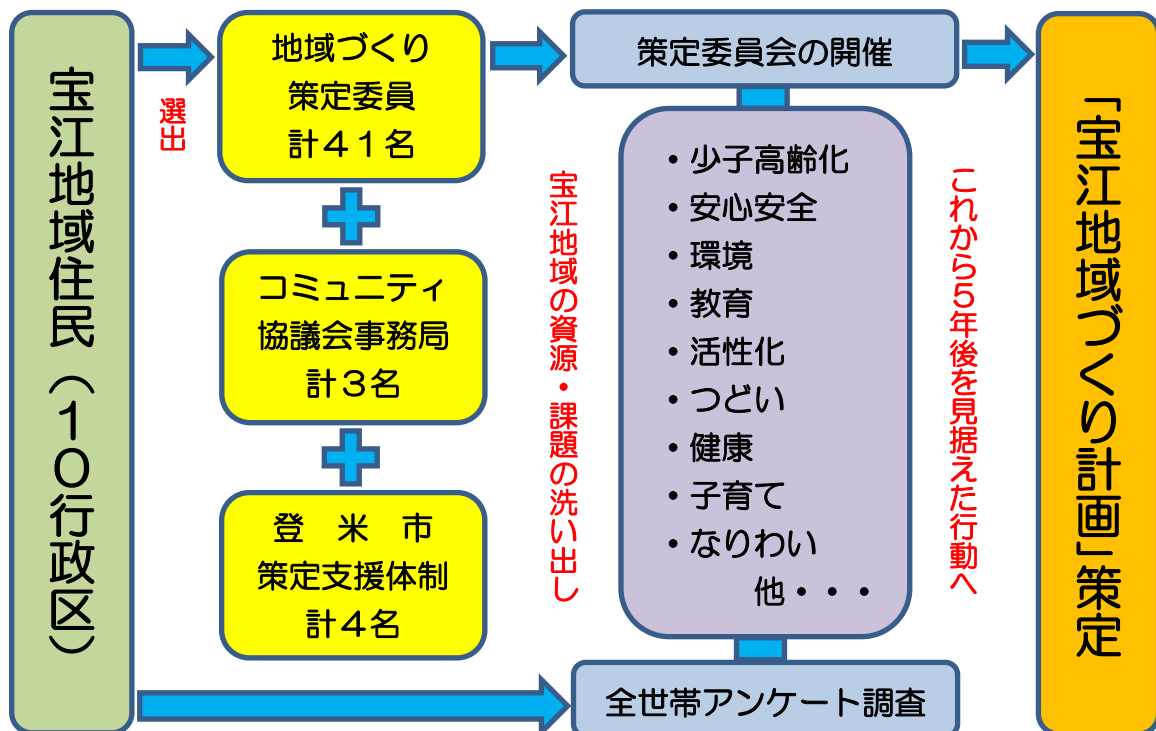 宝江地域住民（１０行政区）
選出
地域づくり
策定委員
計４１名
コミュニティ
協議会事務局
計３名
登　米　市
策定支援体制
計４名
宝江地域の資源・課題の洗い出し
策定委員会の開催
・少子高齢化
・安心安全
・環境
・教育
・活性化
・つどい
・健康
・子育て
・なりわい
他・・・
全世帯アンケート調査
これから５年後を見据えた行動へ
「宝江地域づくり計画」策定